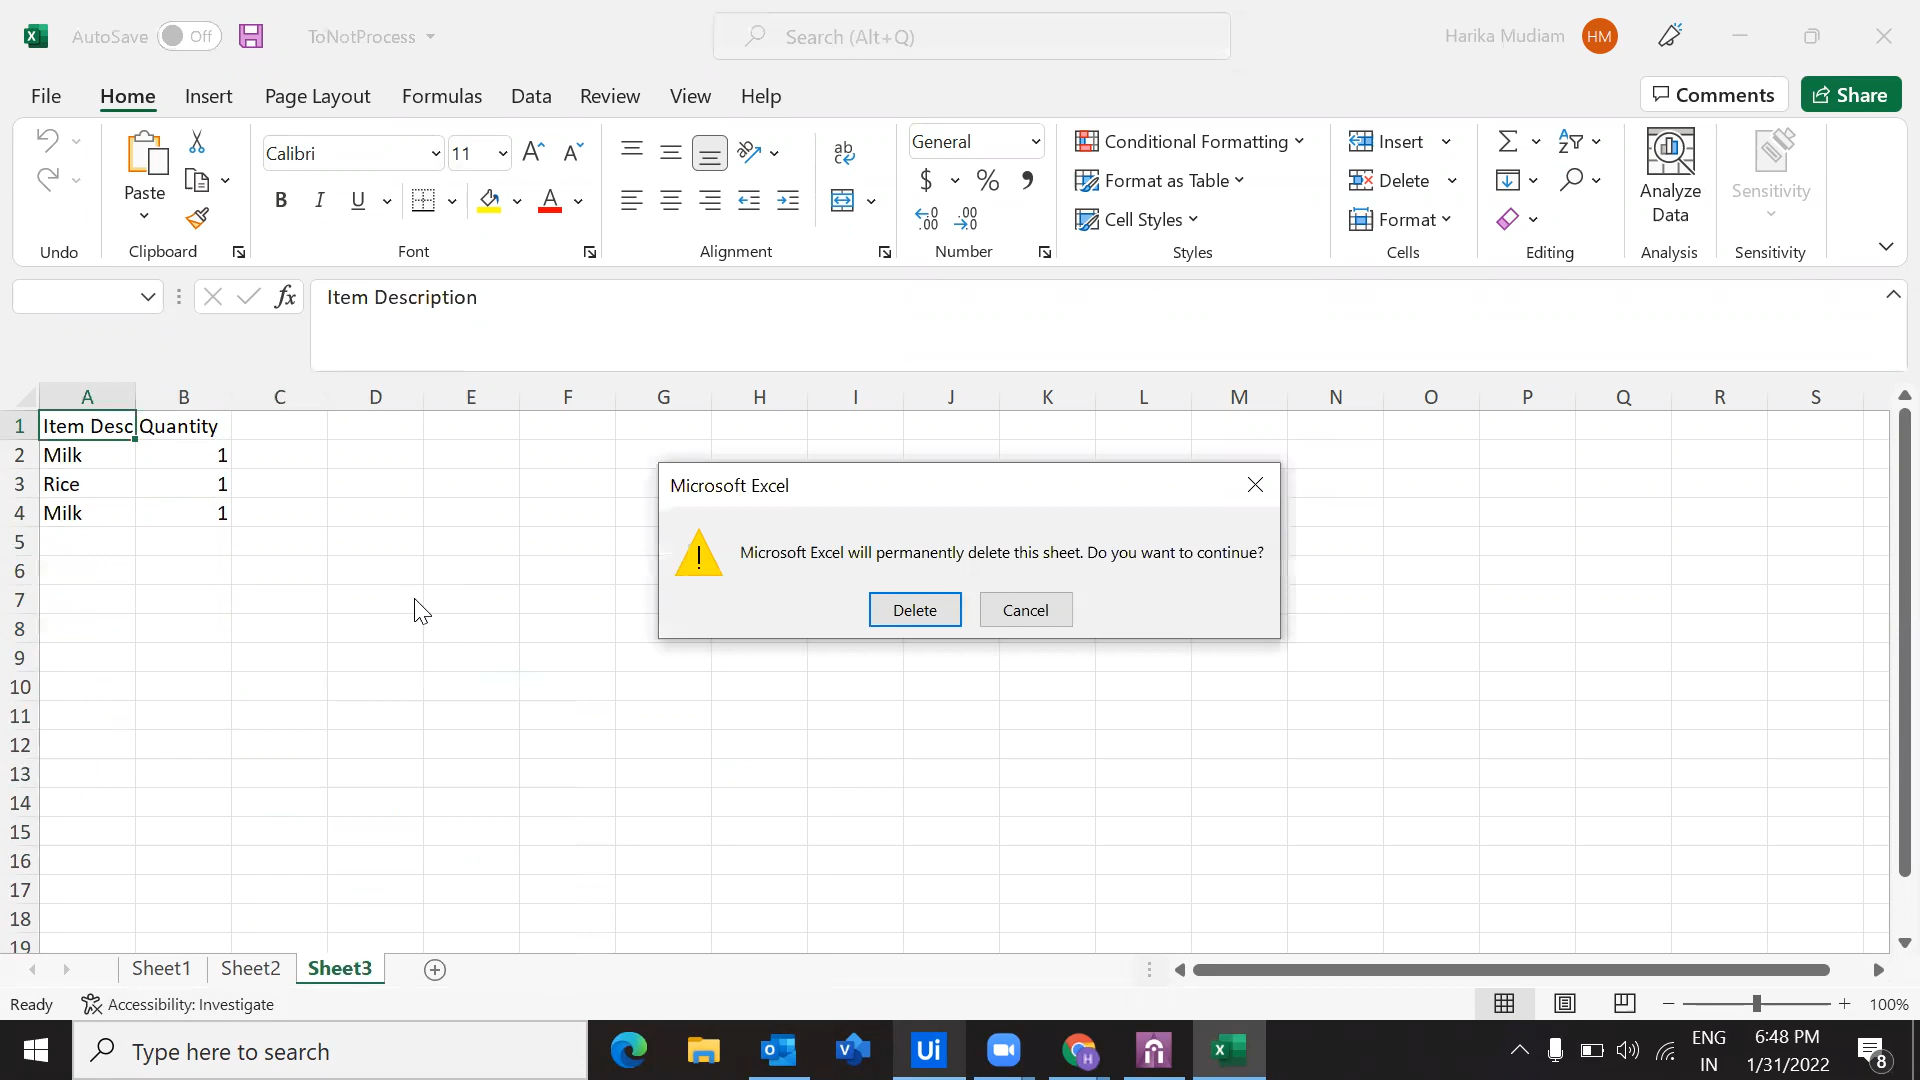 AutoSave Off ToNotProcess Search (Alt+Q) Harika Mudiam HM
File Home Insert Page Layout Formulas Data Review View Help Comments Share
Paste
Calibri 11
B I U A
ab
General
$ % 9
Conditional Formatting
Format as Table
Cell Styles
Insert
Delete
Format
Analyze
Data
Sensitivity
Undo Clipboard Font Alignment Number Styles Cells Editing Analysis Sensitivity
fx Item Description
A B C D E F G H I J K L M N O P Q R S
1 Item Desc Quantity
2 Milk 1
3 Rice 1
4 Milk 1
5
6
7
8
9
10
11
12
13
14
15
16
17
18
19
Microsoft Excel
Microsoft Excel will permanently delete this sheet. Do you want to continue?
Delete Cancel
Sheet1 Sheet2 Sheet3
Ready Accessibility: Investigate 100%
Type here to search
Ui
ENG
IN
6:48 PM
1/31/2022
8